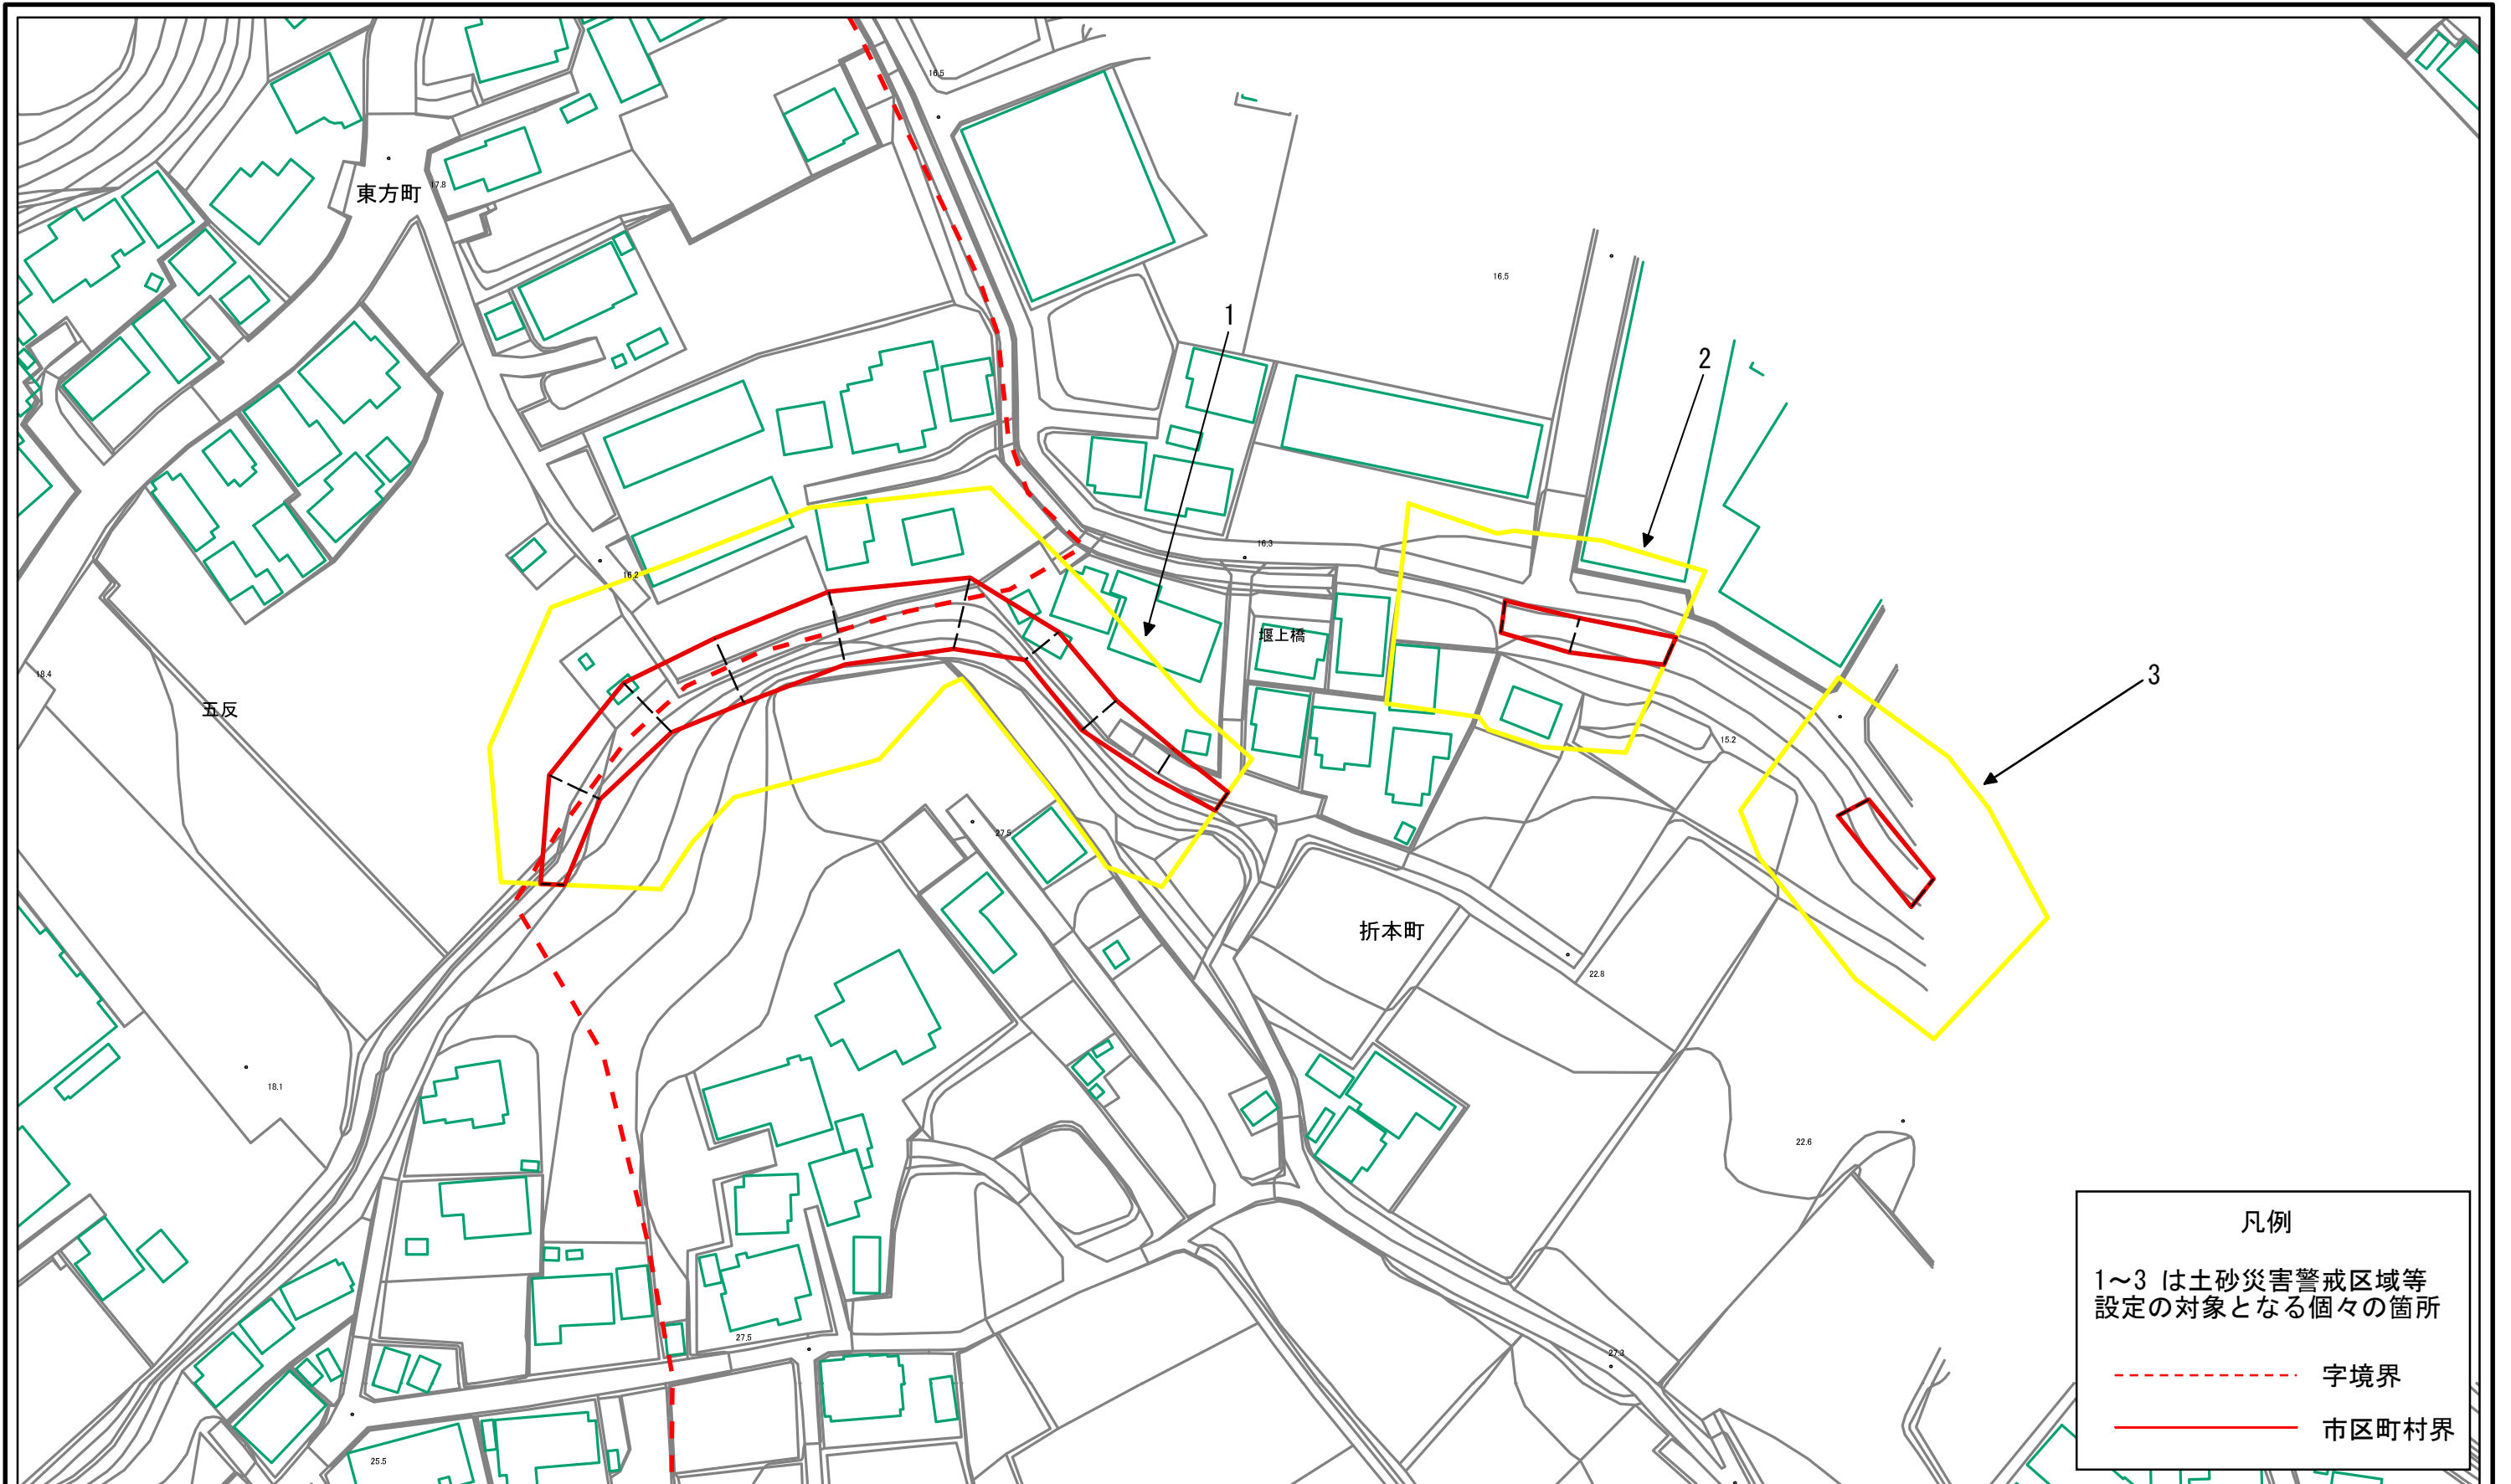 16.5
東方町
17.8
16.5
1
2
16.3
16.2
堰上橋
3
18.4
五反
15.2
27.5
折本町
22.8
18.1
22.6
凡例
1～3 は土砂災害警戒区域等
設定の対象となる個々の箇所
27.5
27.3
字境界
市区町村界
25.5